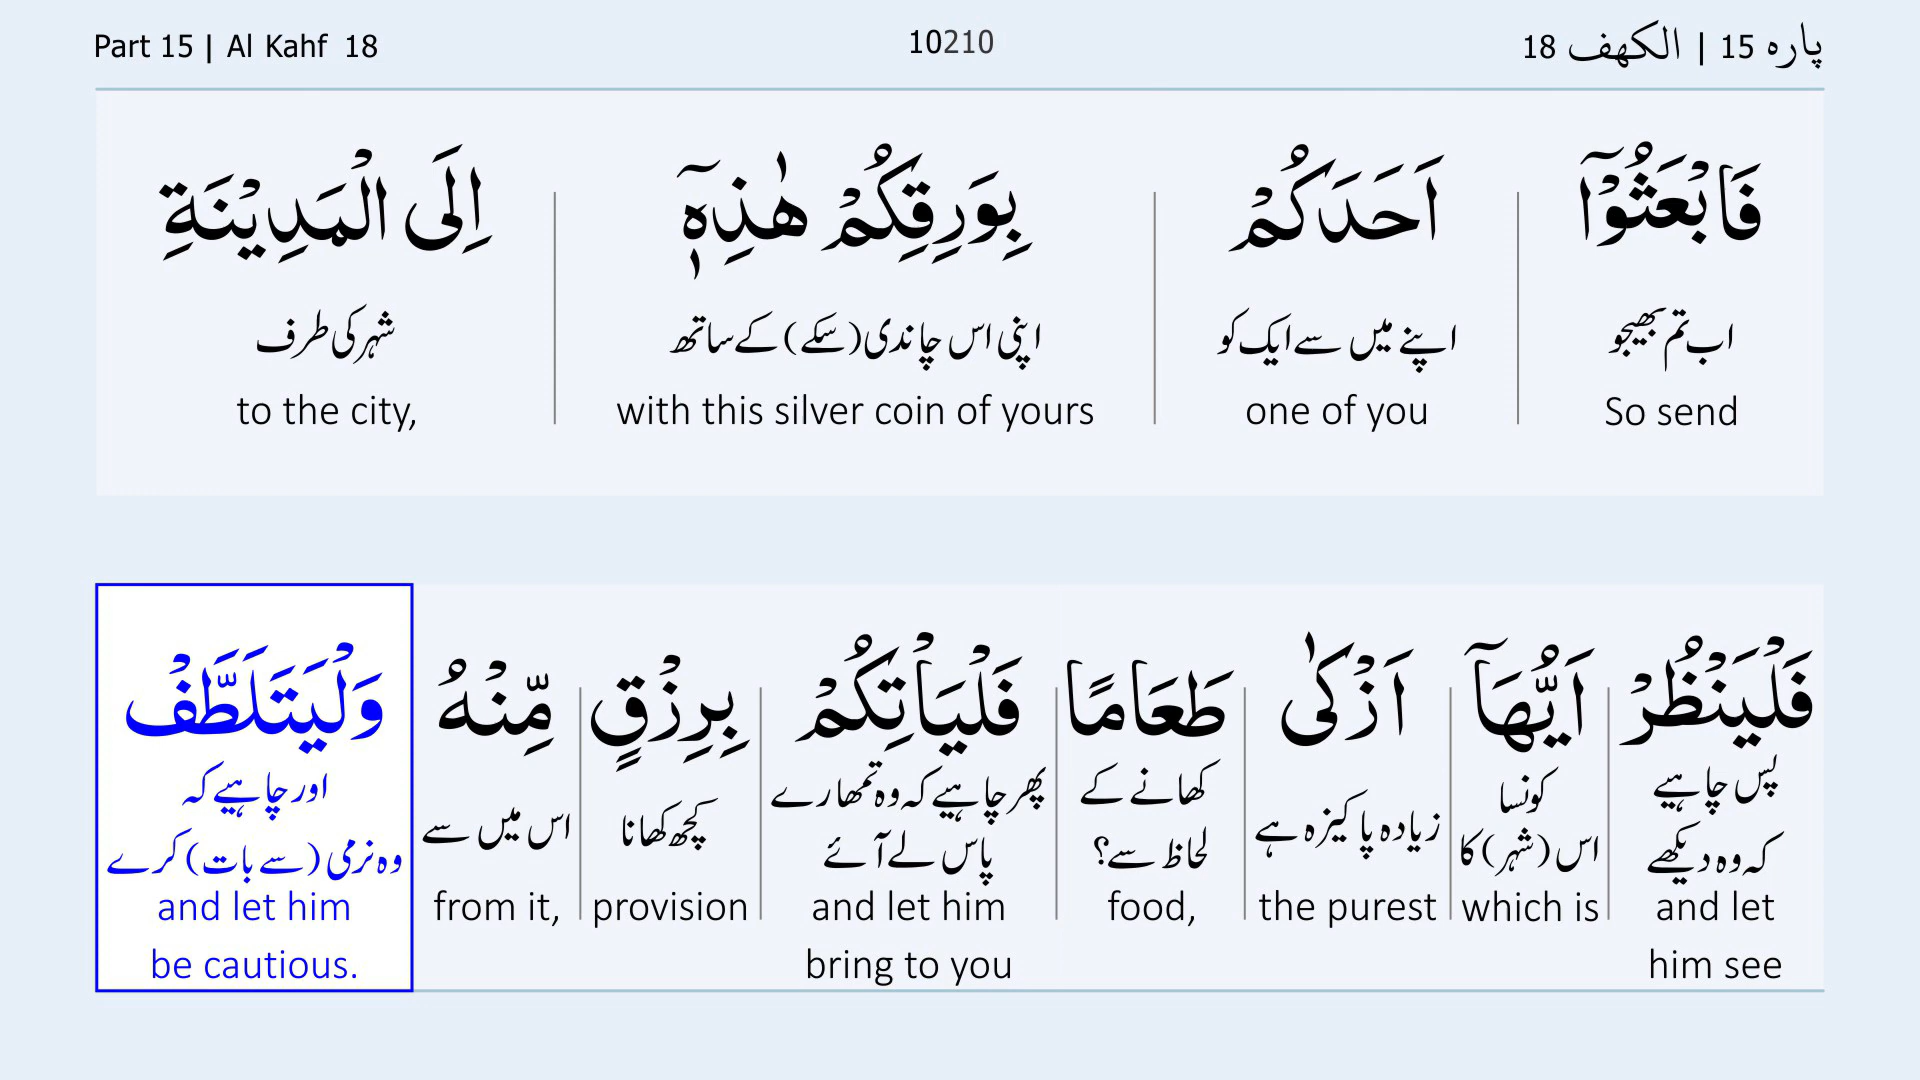 Part 15 | Al Kahf 18
10210
پارہ 15 | الكهف 18
فَابْعَثُوْۤا اَحَدَكُمْ بِوَرِقِكُمْ هٰذِهٖۤ اِلَى الْمَدِيْنَةِ
اب تم بھیجو اپنے میں سے ایک کو اپنی اس چاندی (سکے) کے ساتھ شہر کی طرف
So send one of you with this silver coin of yours to the city,
فَلْيَنْظُرْ اَيُّهَاۤ اَزْكٰى طَعَامًا فَلْيَاْتِكُمْ بِرِزْقٍ مِّنْهُ وَلْيَتَلَطَّفْ
پس چاہیے
کہ وہ دیکھے
کونسا
اس (شہر) کا
زیادہ پاکیزہ ہے
کھانے کے
لحاظ سے؟
پھر چاہیے کہ وہ تمھارے
پاس لے آئے
کچھ کھانا
اس میں سے
اور چاہیے کہ
وہ نرمی (سے بات) کرے
and let
him see
which is
the purest
food,
and let him
bring to you
provision
from it,
and let him
be cautious.